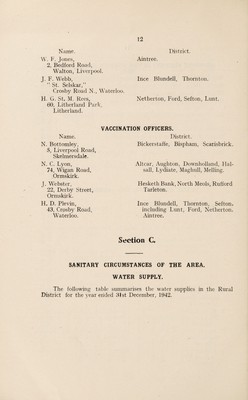 12
Name. District.
W. F. Jones, Aintree.
2, Bedford Road,
Walton, Liverpool.
J. F. Webb, Ince Blundell, Thornton.
" St. Selskar,"
Crosby Road N., Waterloo.
H. G. St. M. Rees, Netherton, Ford, Sefton, Lunt.
60, Litherland Park,
Litherland.
VACCINATION OFFICERS.
Name. District.
N. Bottomley, Bickerstaffe, Bispham, Scarisbrick.
8, Liverpool Road,
Skelmersdale.
N. C. Lyon, Altcar, Aughton, Downholland, Hal-
74, Wigan Road, sall, Lydiate, Maghull, Melling.
Ormskirk.
J. Webster, Hesketh Bank, North Meols, Rufford
22, Derby Street, Tarleton.
Ormskirk.
H. D. Plevin, Ince Blundell, Thornton, Sefton,
43, Crosby Road, including Lunt, Ford, Netherton,
Waterloo. Aintree.
Section C.
SANITARY CIRCUMSTANCES OF THE AREA.
WATER SUPPLY.
The following table summarises the water supplies in the Rural
District for the year ended 31st December, 1942.